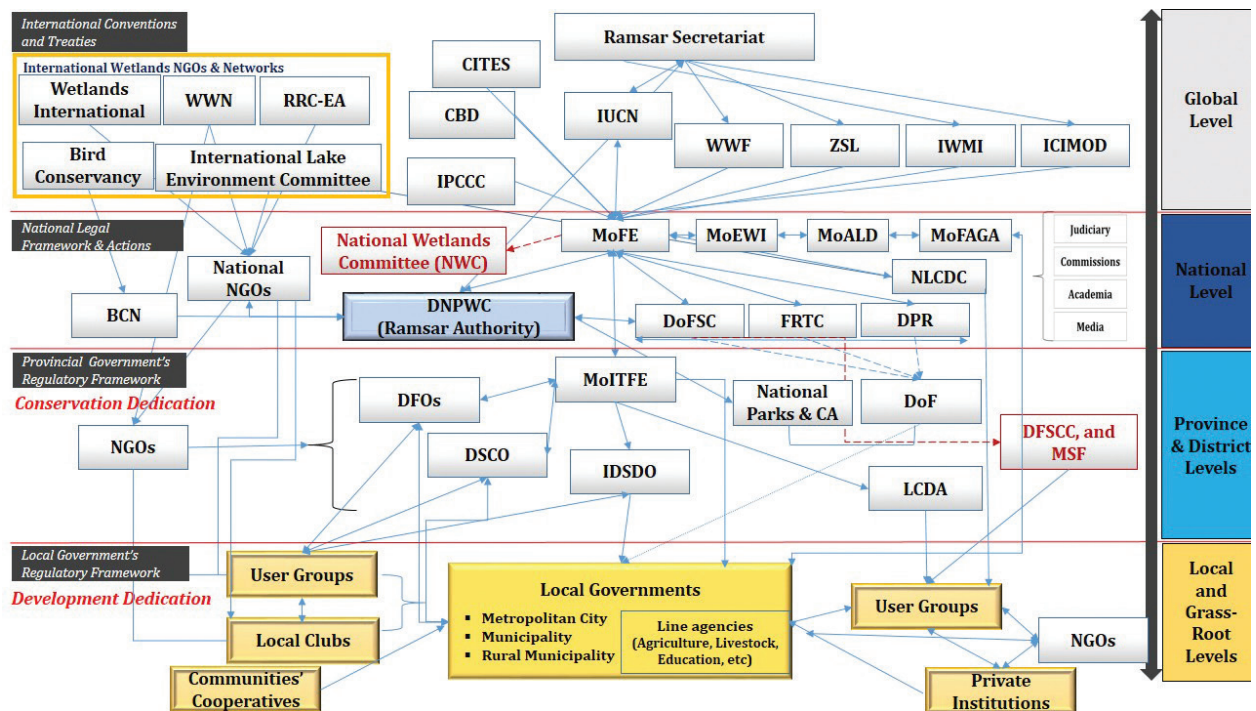 International Conventions
and Treaties
International Wetlands NGOs & Networks
Wetlands
International
WWN
RRC-EA
Bird
Conservancy
International Lake
Environment Committee
CITES
CBD
IPCCC
Ramsar Secretariat
IUCN
WWF
ZSL
IWMI
ICIMOD
Global
Level
National Legal
Framework & Actions
National Wetlands
Committee (NWC)
MoFE
MoEWI
MoALD
MoFAGA
NLCDC
Judiciary
Commissions
Academia
Media
National
Level
National
NGOs
BCN
DNPWC
(Ramsar Authority)
DoFSC
FRTC
DPR
Provincial Government's
Regulatory Framework
Conservation Dedication
NGOs
DFOs
DSCO
MoITFE
IDSDO
National
Parks & CA
DoF
LCDA
DFSCC, and
MSF
Province
& District
Levels
Local Government's
Regulatory Framework
Development Dedication
User Groups
Local Clubs
Communities'
Cooperatives
Local Governments
▪ Metropolitan City
▪ Municipality
▪ Rural Municipality
Line agencies
(Agriculture, Livestock,
Education, etc)
User Groups
NGOs
Private
Institutions
Local
and
Grass-
Root
Levels